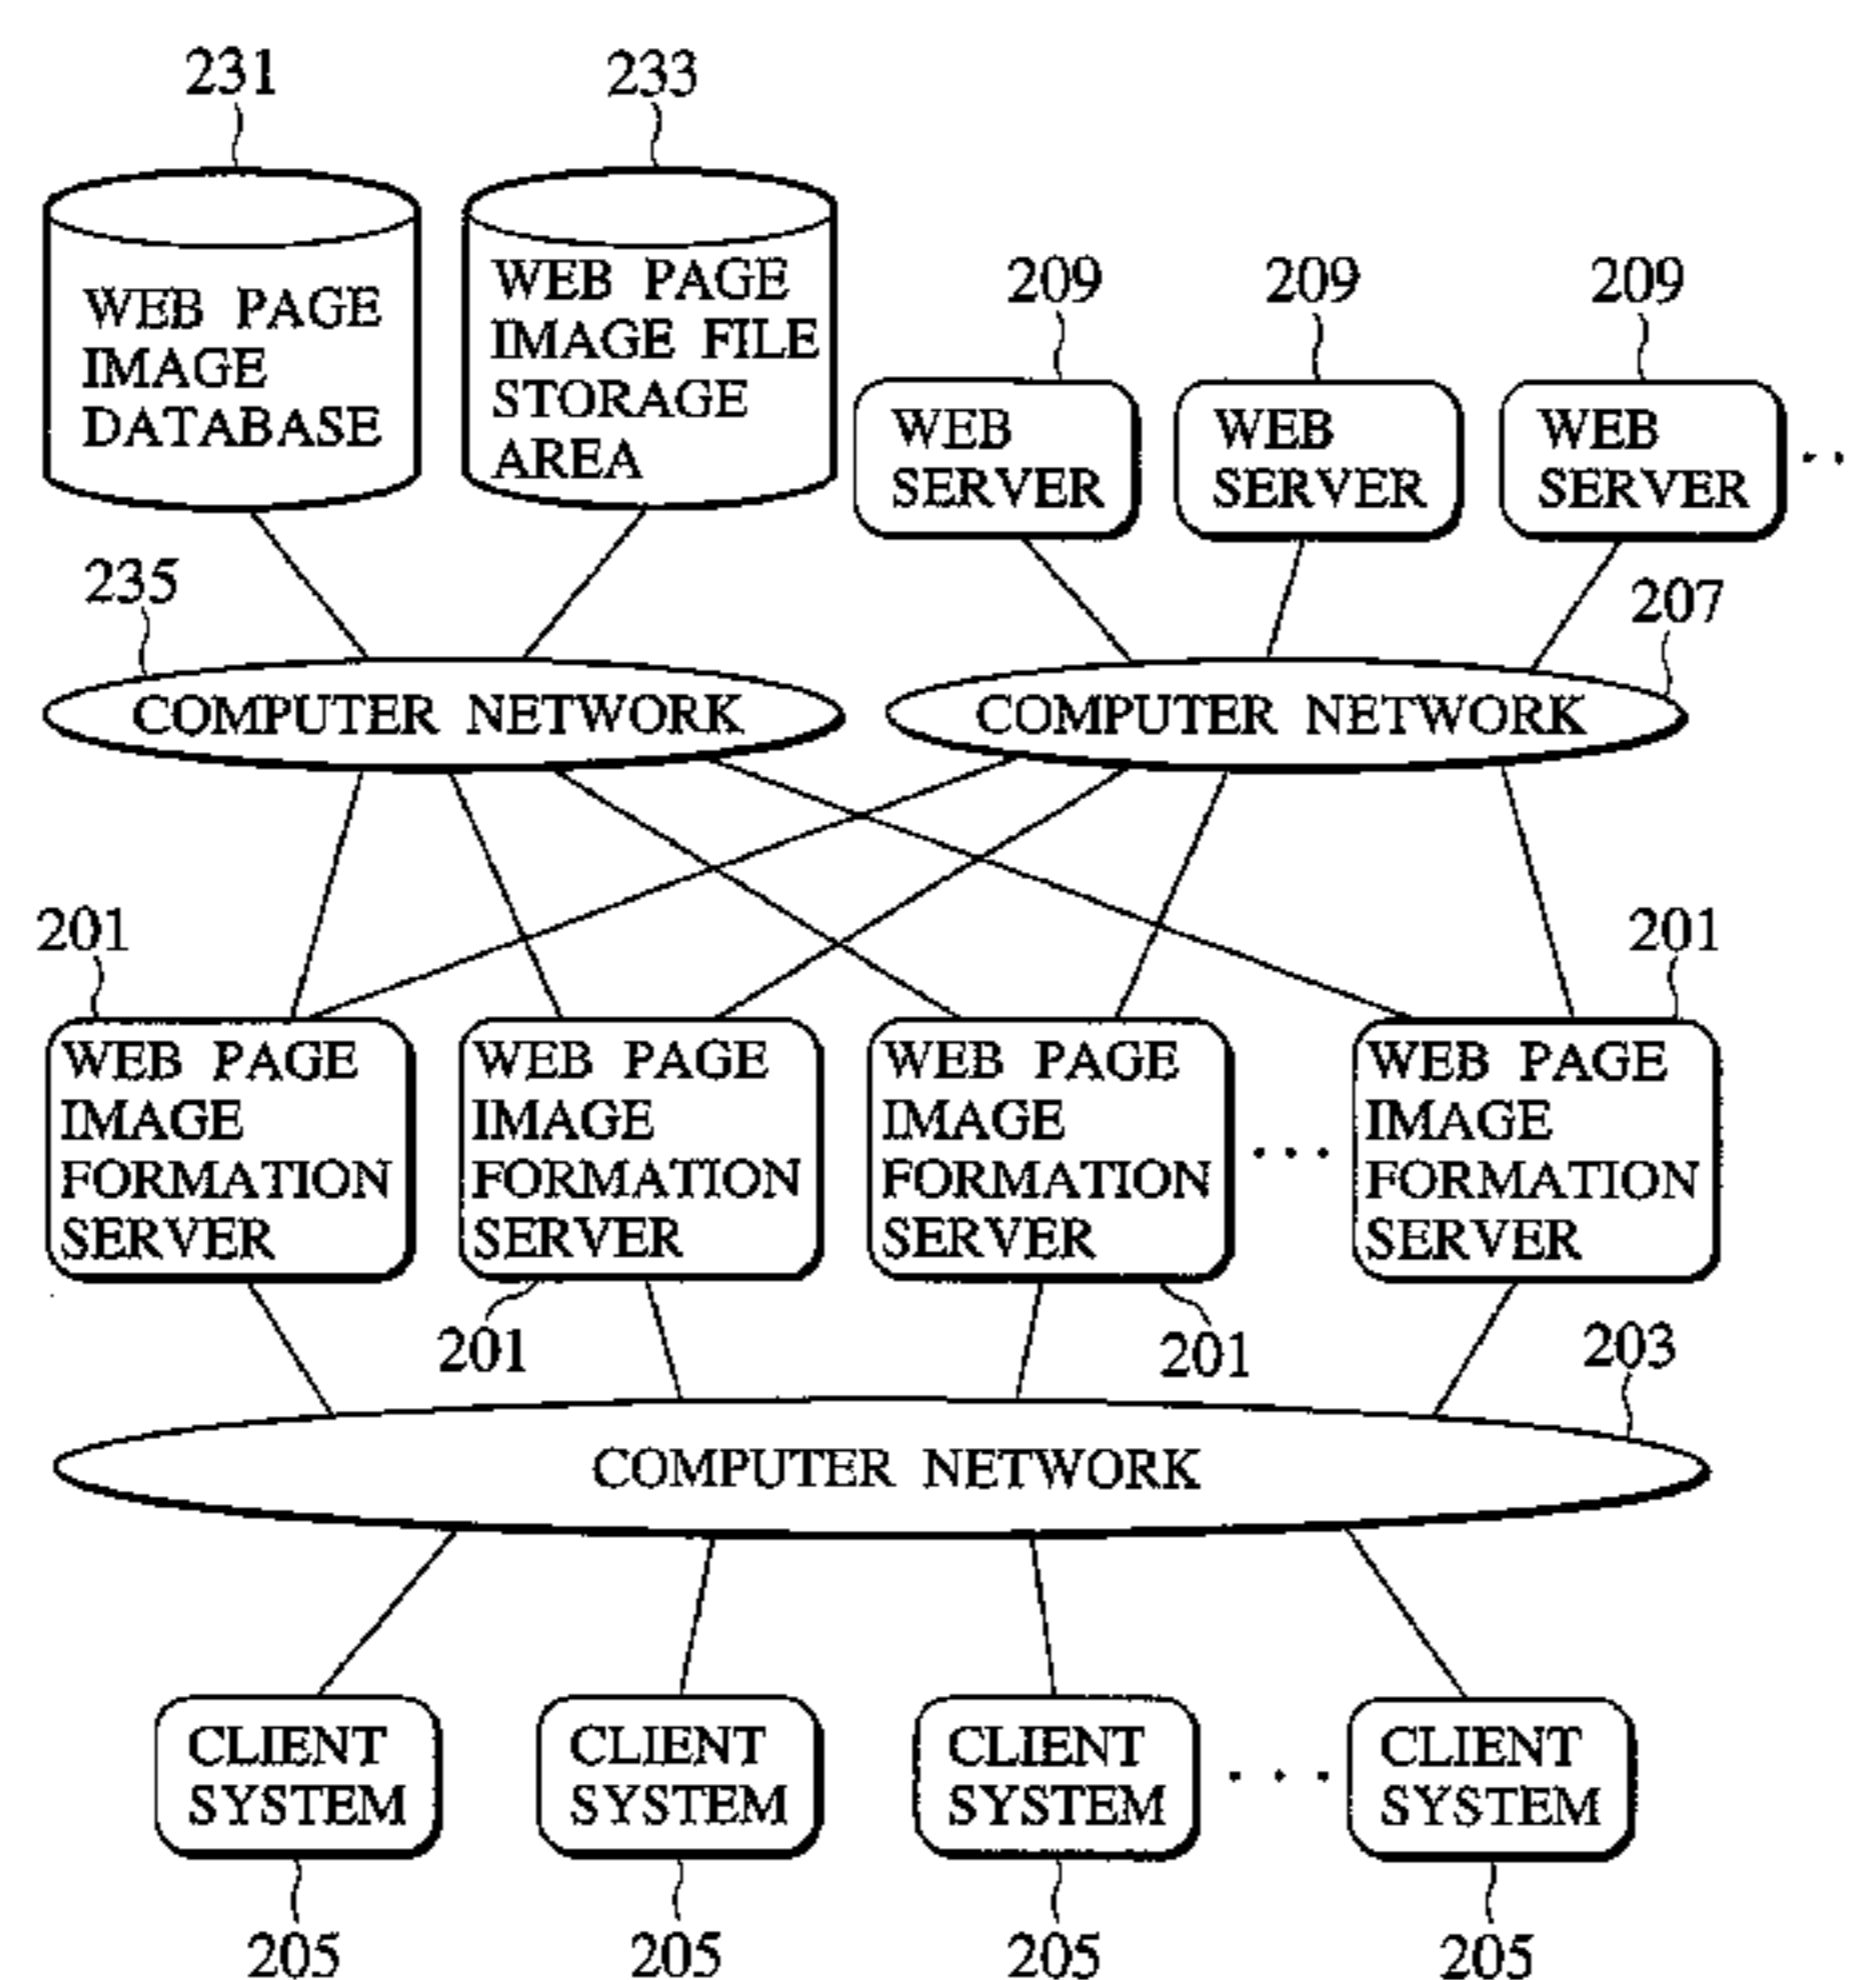 231
233
WEB PAGE
IMAGE
DATABASE
WEB PAGE
IMAGE FILE
STORAGE
AREA
209
209
209
WEB
SERVER
WEB
SERVER
WEB
SERVER
235
207
COMPUTER NETWORK
COMPUTER NETWORK
201
201
WEB PAGE
IMAGE
FORMATION
SERVER
WEB PAGE
IMAGE
FORMATION
SERVER
WEB PAGE
IMAGE
FORMATION
SERVER
WEB PAGE
IMAGE
FORMATION
SERVER
201
201
203
COMPUTER NETWORK
CLIENT
SYSTEM
CLIENT
SYSTEM
CLIENT
SYSTEM
CLIENT
SYSTEM
205
205
205
205